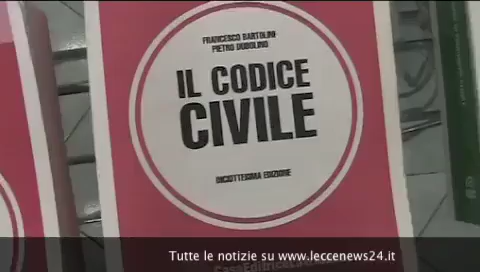 FRANCESCO BARTOLINI
PIETRO DUBOLINO
IL CODICE
CIVILE
DICIOTTESIMA EDIZIONE
Tutte le notizie su www.leccenews24.it